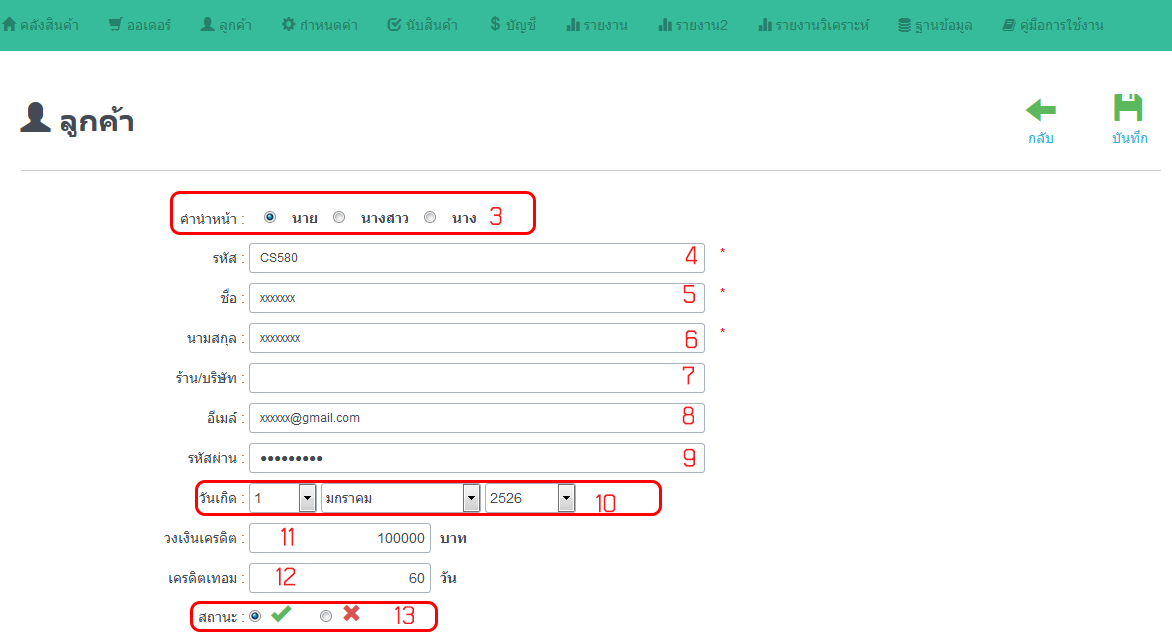 คลังสินค้า ออเดอร์ ลูกค้า กำหนดค่า นับสินค้า $ บัญชี รายงาน รายงาน2 รายงานวิเคราะห์ ฐานข้อมูล คู่มือการใช้งาน
ลูกค้า
กลับ บันทึก
คำนำหน้า : นาย นางสาว นาง 3
รหัส : CS580 4 *
ชื่อ : xxxxxxx 5 *
นามสกุล : xxxxxxxx 6 *
ร้าน/บริษัท : 7
อีเมล์ : xxxxxx@gmail.com 8
รหัสผ่าน : ●●●●●●●●● 9
วันเกิด : 1 มกราคม 2526 10
วงเงินเครดิต : 11 100000 บาท
เครดิตเทอม : 12 60 วัน
สถานะ : 13